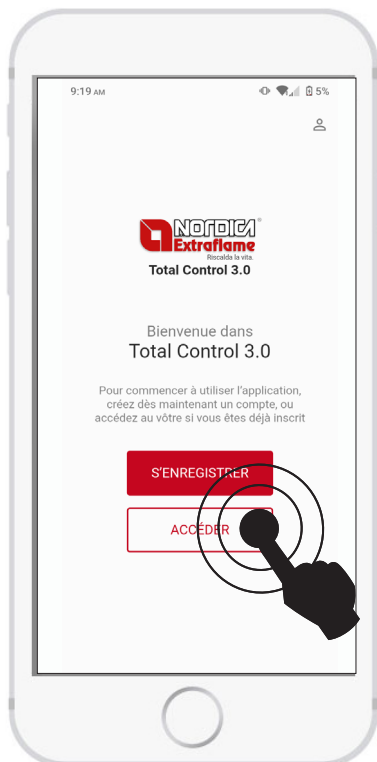 9:19 AM 5%
NORDICA®
Extraflame
Riscalda la vita.
Total Control 3.0
Bienvenue dans
Total Control 3.0
Pour commencer à utiliser l'application,
créez dès maintenant un compte, ou
accédez au vôtre si vous êtes déjà inscrit
S'ENREGISTRER
ACCÉDER